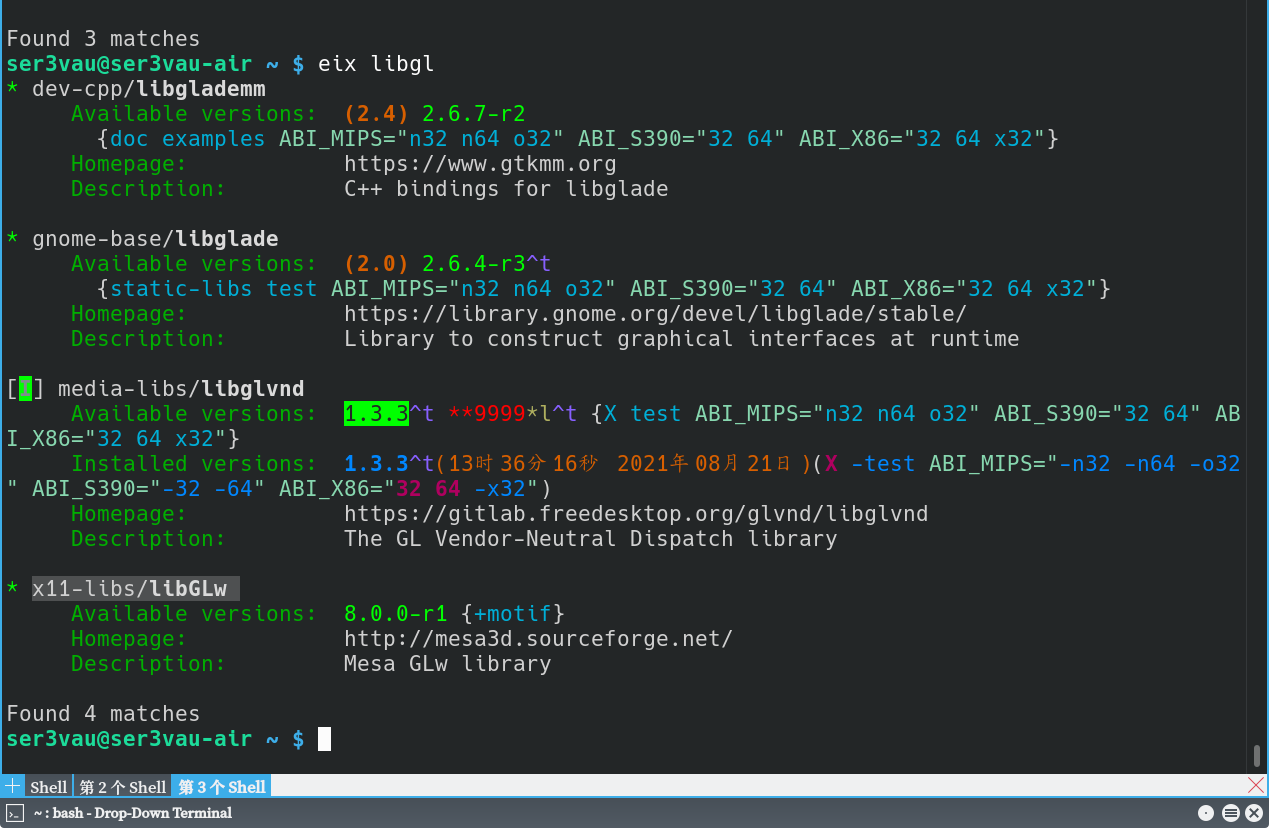 Found 3 matches
ser3vau@ser3vau-air ~ $ eix libgl
* dev-cpp/libglademm
Available versions: (2.4) 2.6.7-r2
{doc examples ABI_MIPS="n32 n64 o32" ABI_S390="32 64" ABI_X86="32 64 x32"}
Homepage: https://www.gtkmm.org
Description: C++ bindings for libglade
* gnome-base/libglade
Available versions: (2.0) 2.6.4-r3^t
{static-libs test ABI_MIPS="n32 n64 o32" ABI_S390="32 64" ABI_X86="32 64 x32"}
Homepage: https://library.gnome.org/devel/libglade/stable/
Description: Library to construct graphical interfaces at runtime
[I] media-libs/libglvnd
Available versions: 1.3.3^t **9999*l^t {X test ABI_MIPS="n32 n64 o32" ABI_S390="32 64" AB
I_X86="32 64 x32"}
Installed versions: 1.3.3^t(13时36分16秒 2021年08月21日)(X -test ABI_MIPS="-n32 -n64 -o32
" ABI_S390="-32 -64" ABI_X86="32 64 -x32")
Homepage: https://gitlab.freedesktop.org/glvnd/libglvnd
Description: The GL Vendor-Neutral Dispatch library
* x11-libs/libGLw
Available versions: 8.0.0-r1 {+motif}
Homepage: http://mesa3d.sourceforge.net/
Description: Mesa GLw library
Found 4 matches
ser3vau@ser3vau-air ~ $
Shell 第 2 个 Shell 第 3 个 Shell
~ : bash - Drop-Down Terminal